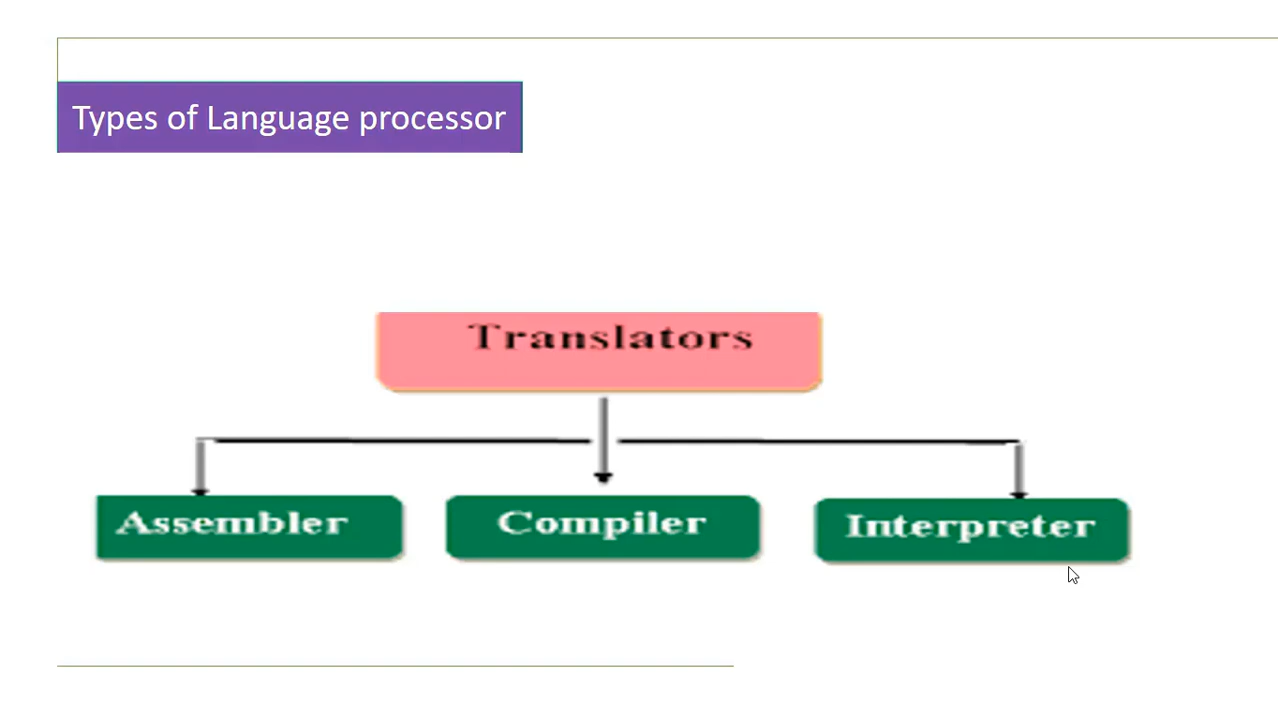 Types of Language processor
Translators
Assembler
Compiler
Interpreter